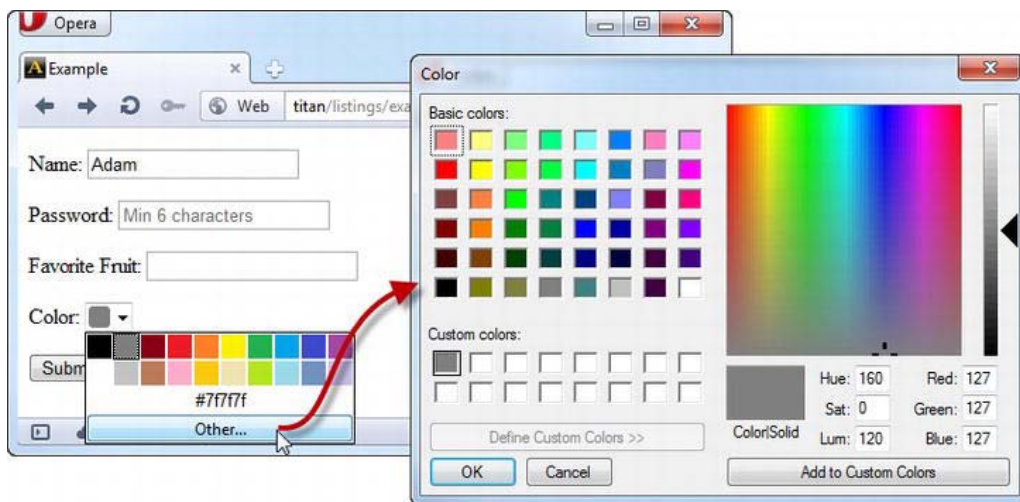 Opera
Example
Web titan/listings/exa
Name: Adam
Password: Min 6 characters
Favorite Fruit:
Color:
Subm
#7f7f7f
Other...
Color
Basic colors:
Custom colors:
Define Custom Colors >>
OK Cancel
Color|Solid
Hue: 160 Red: 127
Sat: 0 Green: 127
Lum: 120 Blue: 127
Add to Custom Colors